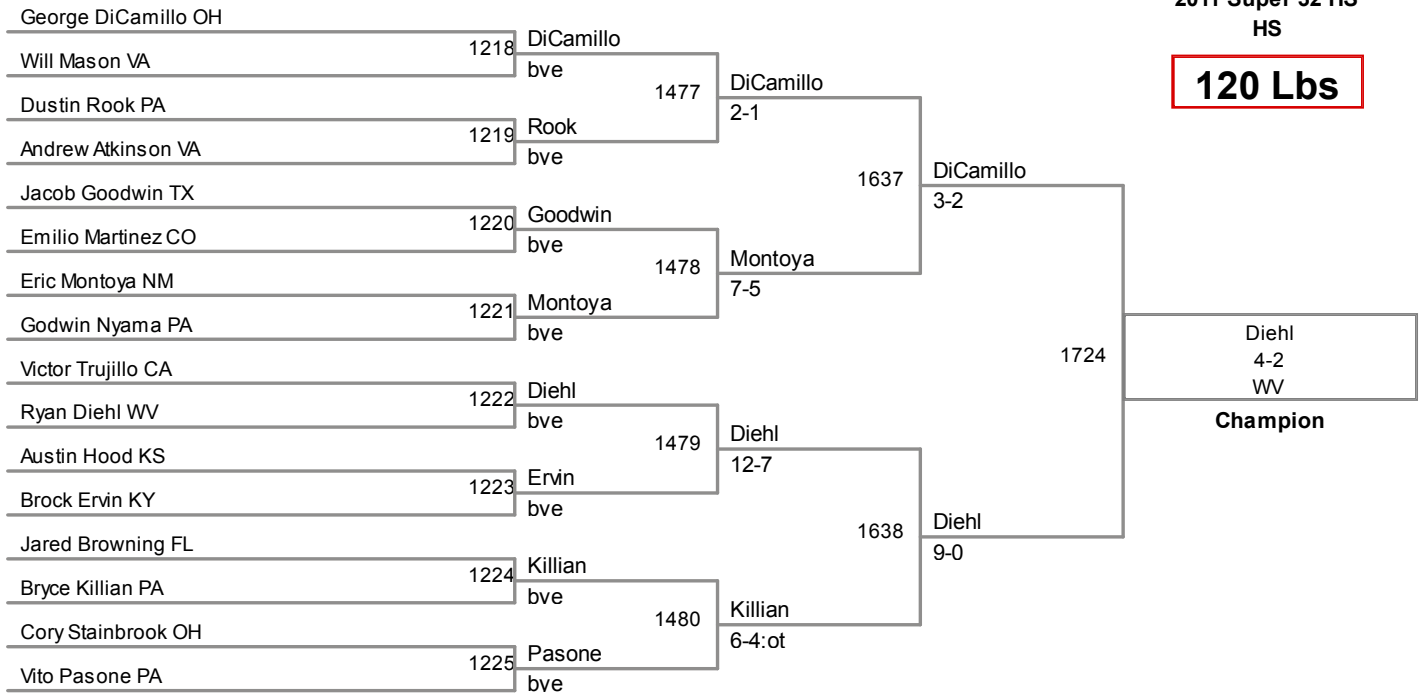 2011 Super 32 HS
HS
120 Lbs
George DiCamillo OH
Will Mason VA
Dustin Rook PA
Andrew Atkinson VA
Jacob Goodwin TX
Emilio Martinez CO
Eric Montoya NM
Godwin Nyama PA
Victor Trujillo CA
Ryan Diehl WV
Austin Hood KS
Brock Ervin KY
Jared Browning FL
Bryce Killian PA
Cory Stainbrook OH
Vito Pasone PA
1218
DiCamillo
bye
1219
Rook
bye
1220
Goodwin
bye
1221
Montoya
bye
1222
Diehl
bye
1223
Ervin
bye
1224
Killian
bye
1225
Pasone
bye
1477
DiCamillo
2-1
1478
Montoya
7-5
1479
Diehl
12-7
1480
Killian
6-4:ot
1637
DiCamillo
3-2
1638
Diehl
9-0
1724
Diehl
4-2
WV
Champion